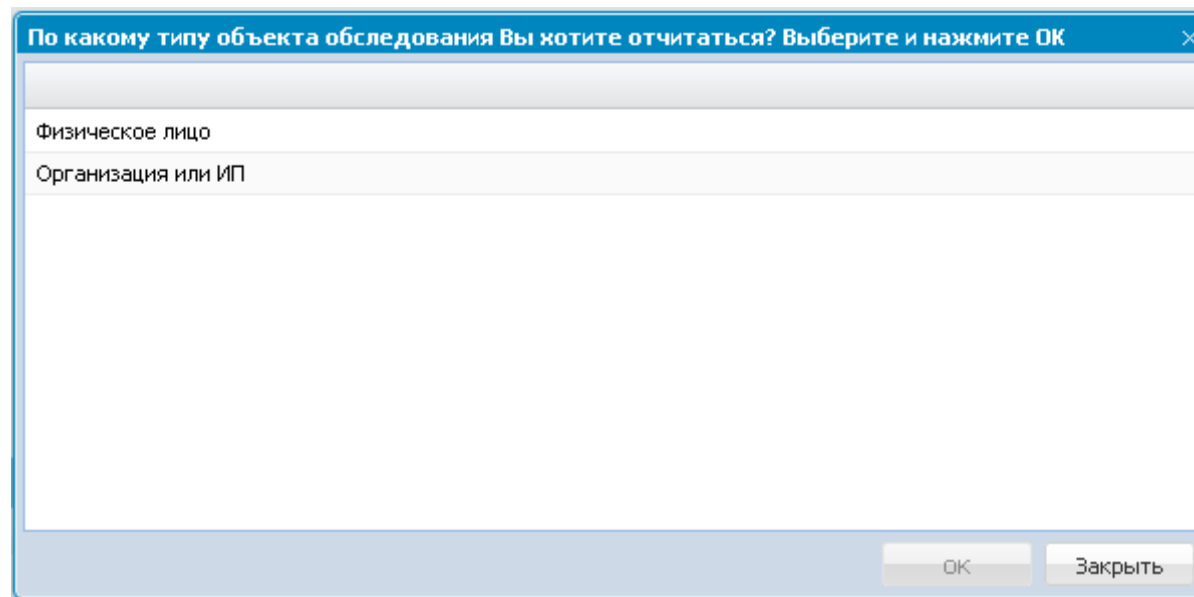 По какому типу объекта обследования Вы хотите отчитаться? Выберите и нажмите ОК
Физическое лицо
Организация или ИП
ОК
Закрыть